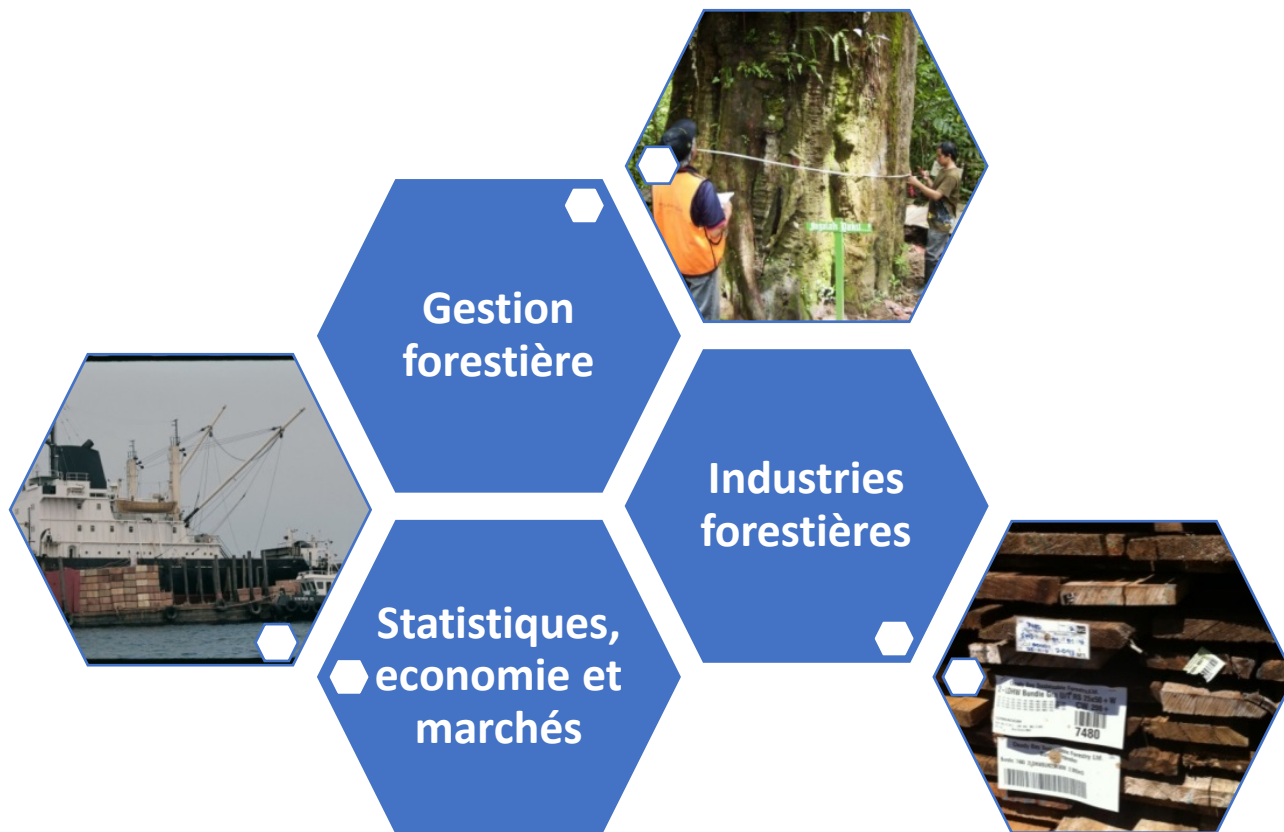 Gestion
forestière
Industries
forestières
Statistiques,
economie et
marchés
7480